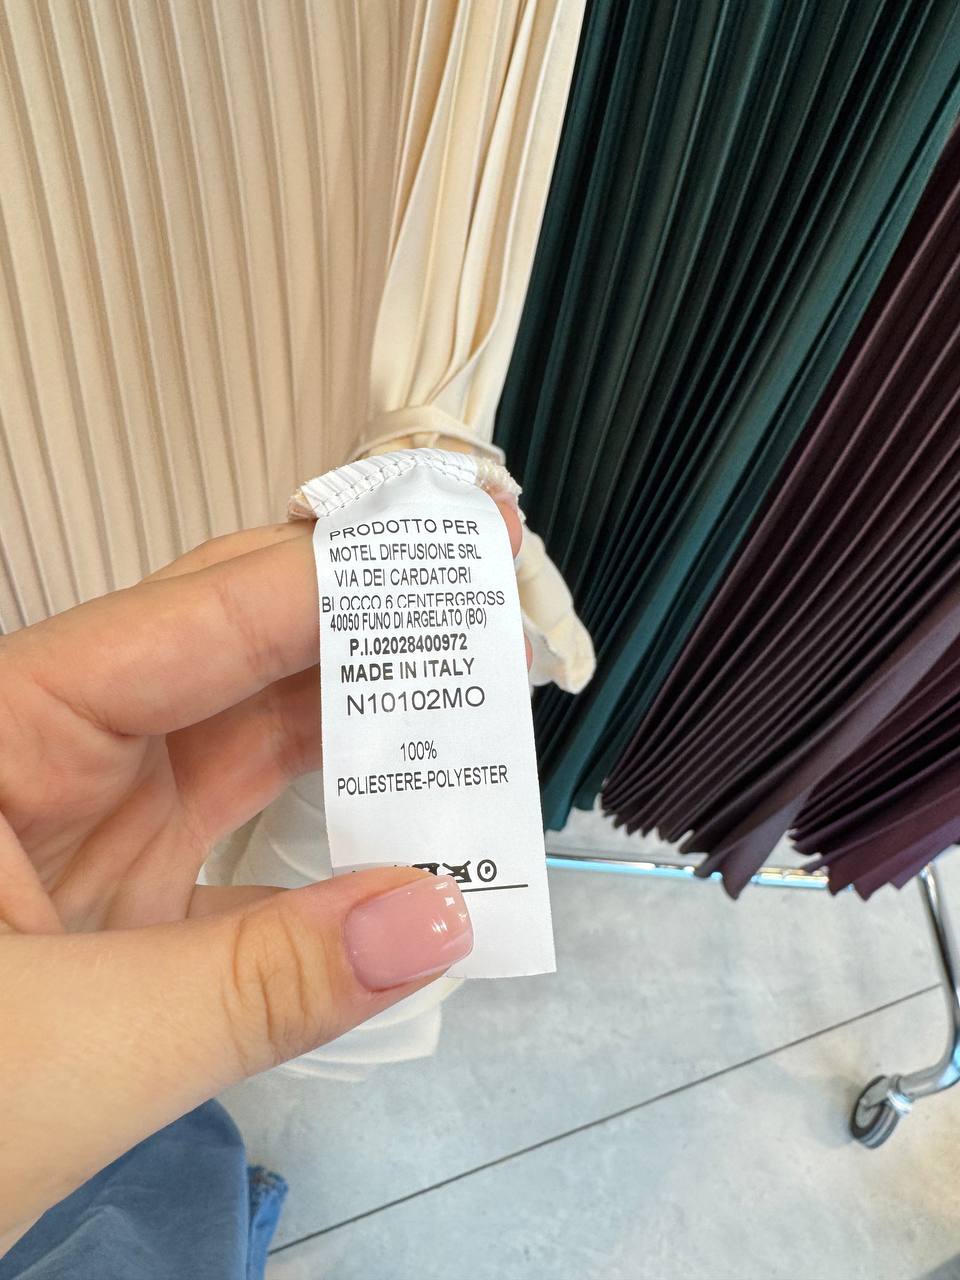 PRODOTTO PER
MOTEL DIFFUSIONE SRL
VIA DEI CARDATORI
BLOCCO 6 CENTERGROSS
40050 FUNO DI ARGELATO (BO)
P.I.02028400972
MADE IN ITALY
N10102MO
100%
POLIESTERE-POLYESTER